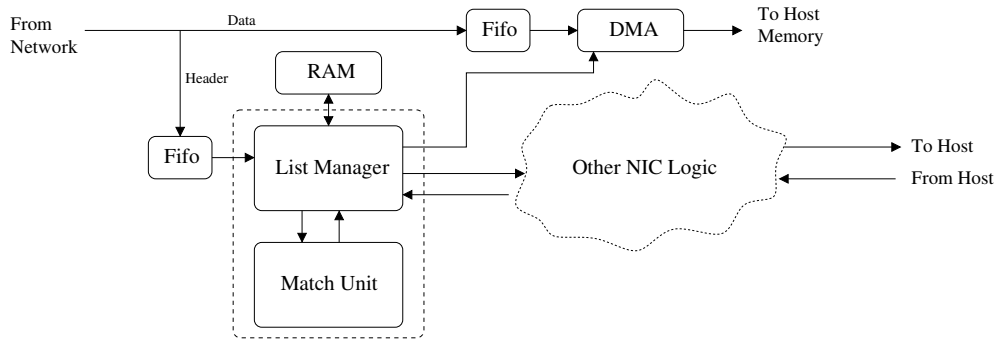 From
Network
Data
Fifo
DMA
To Host
Memory
Header
RAM
Fifo
List Manager
Other NIC Logic
To Host
From Host
Match Unit